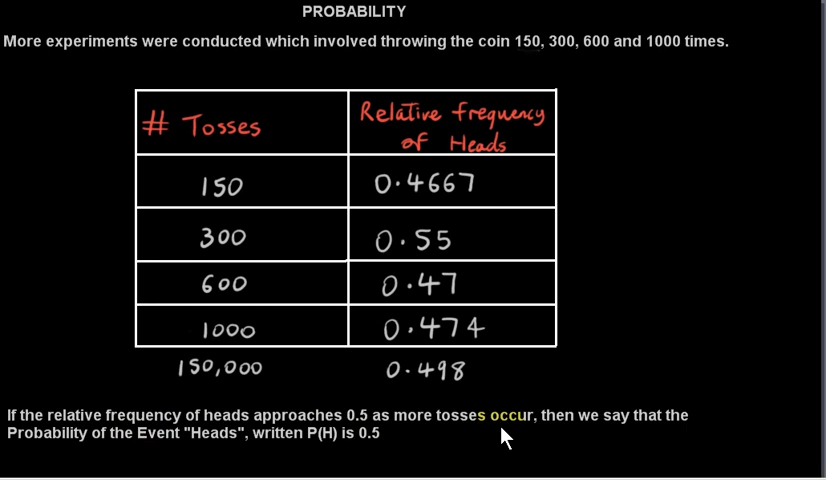 PROBABILITY
More experiments were conducted which involved throwing the coin 150, 300, 600 and 1000 times.
# Tosses Relative frequency of Heads
150 0.4667
300 0.55
600 0.47
1000 0.474
150,000 0.498
If the relative frequency of heads approaches 0.5 as more tosses occur, then we say that the
Probability of the Event "Heads", written P(H) is 0.5